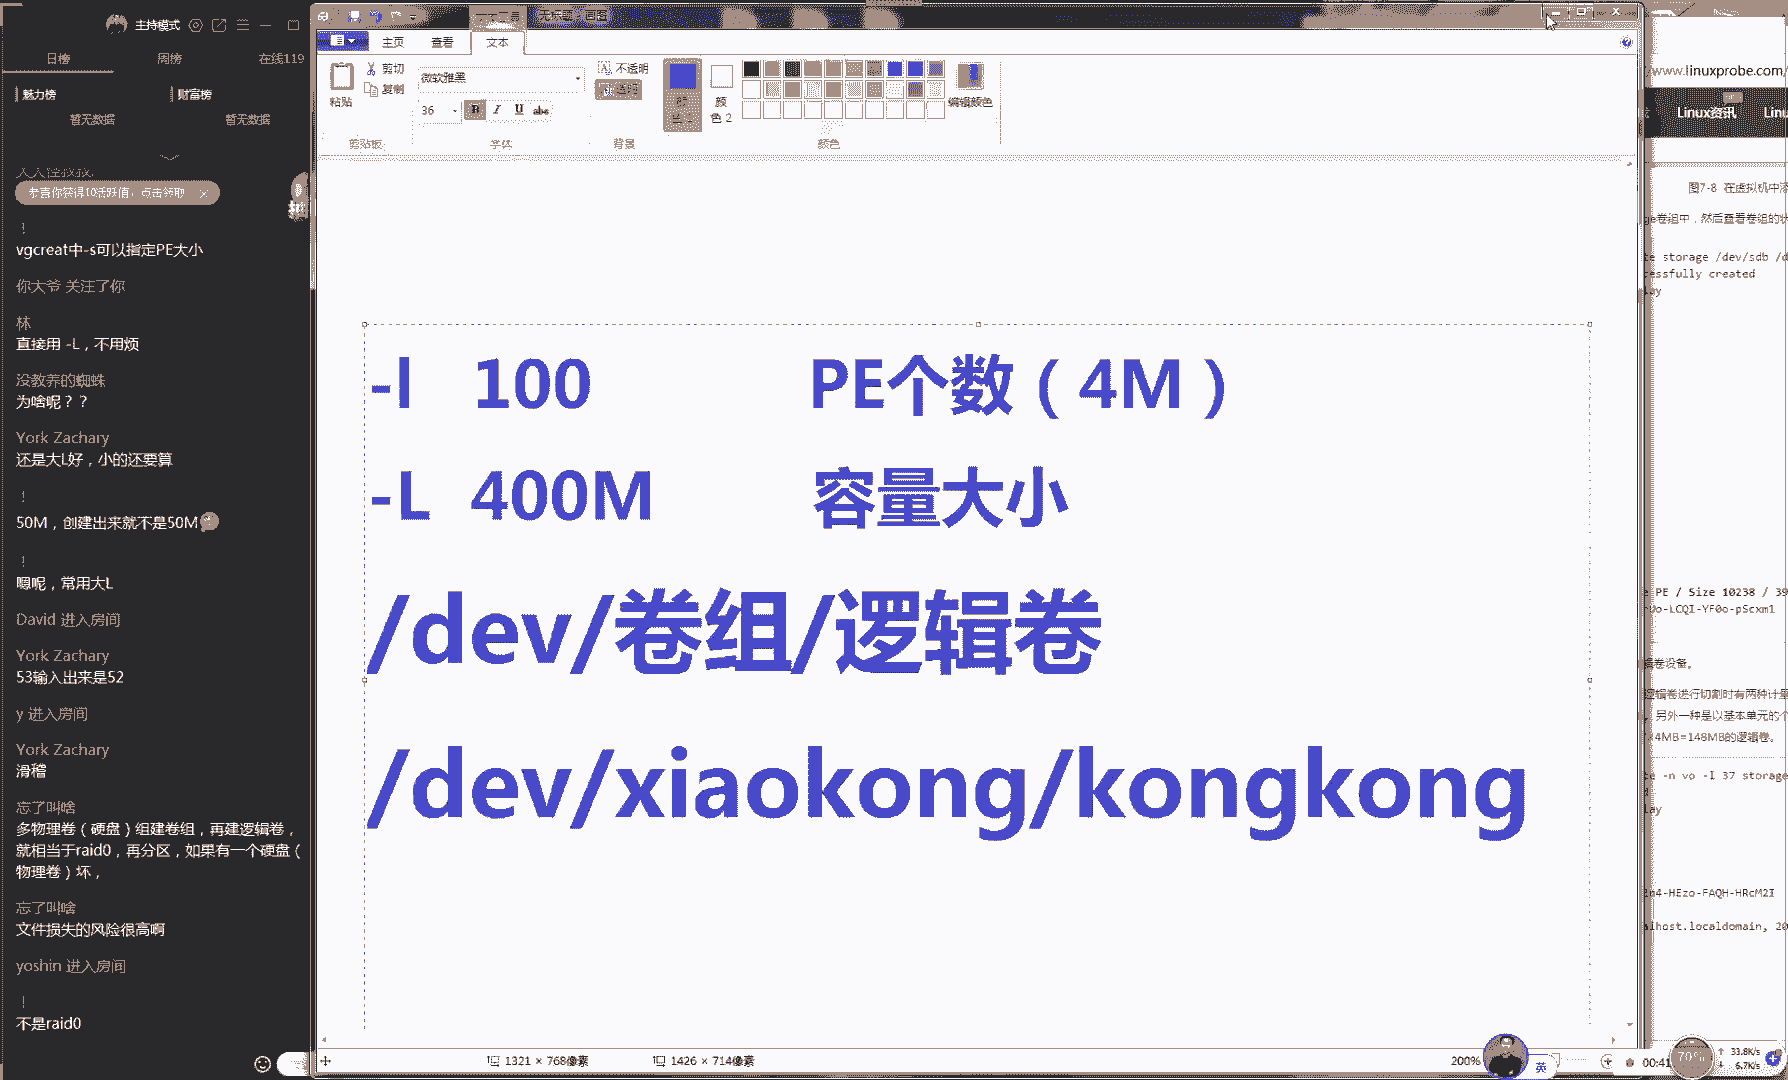 主持模式
日榜 周榜 在线119
魅力榜 财富榜
暂无数据 暂无数据
恭喜你获得10活跃值，点击领取
!
vgcreat中-s可以指定PE大小
你大爷 关注了你
林
直接用 -L，不用烦
没教养的蜘蛛
为啥呢？？
York Zachary
还是大L好，小的还要算
!
50M，创建出来就不是50M
!
嗯呢，常用大L
David 进入房间
York Zachary
53输入出来是52
y 进入房间
York Zachary
滑稽
忘了叫啥
多物理卷（硬盘）组建卷组，再建逻辑卷，
就相当于raid0，再分区，如果有一个硬盘（
物理卷）坏，
忘了叫啥
文件损失的风险很高啊
yoshin 进入房间
!
不是raid0
无标题 - 画图
主页 查看 文本
粘贴
剪切
复制
剪贴板
微软雅黑
36 B I U abc
字体
不透明
透明
背景
颜
色 2
颜色
编辑颜色
-l 100 PE个数（4M）
-L 400M 容量大小
/dev/卷组/逻辑卷
/dev/xiaokong/kongkong
1321 × 768像素 1426 × 714像素 200%
英
00:41
70%
33.8K/s
6.7K/s
www.linuxprobe.com/
Linux资讯 Linu
图7-8 在虚拟机中添
卷组中，然后查看卷组的状
storage /dev/sdb /d
essfully created
lay
PE / Size 10238 / 39
o-LCQI-YF0o-pScxm1
卷设备。
逻辑卷进行切割时有两种计量
另外一种是以基本单元的个
4MB=148MB的逻辑卷。
-n vo -l 37 storage
lay
n4-HEzo-FAQH-HRcM2I
lhost.localdomain, 20